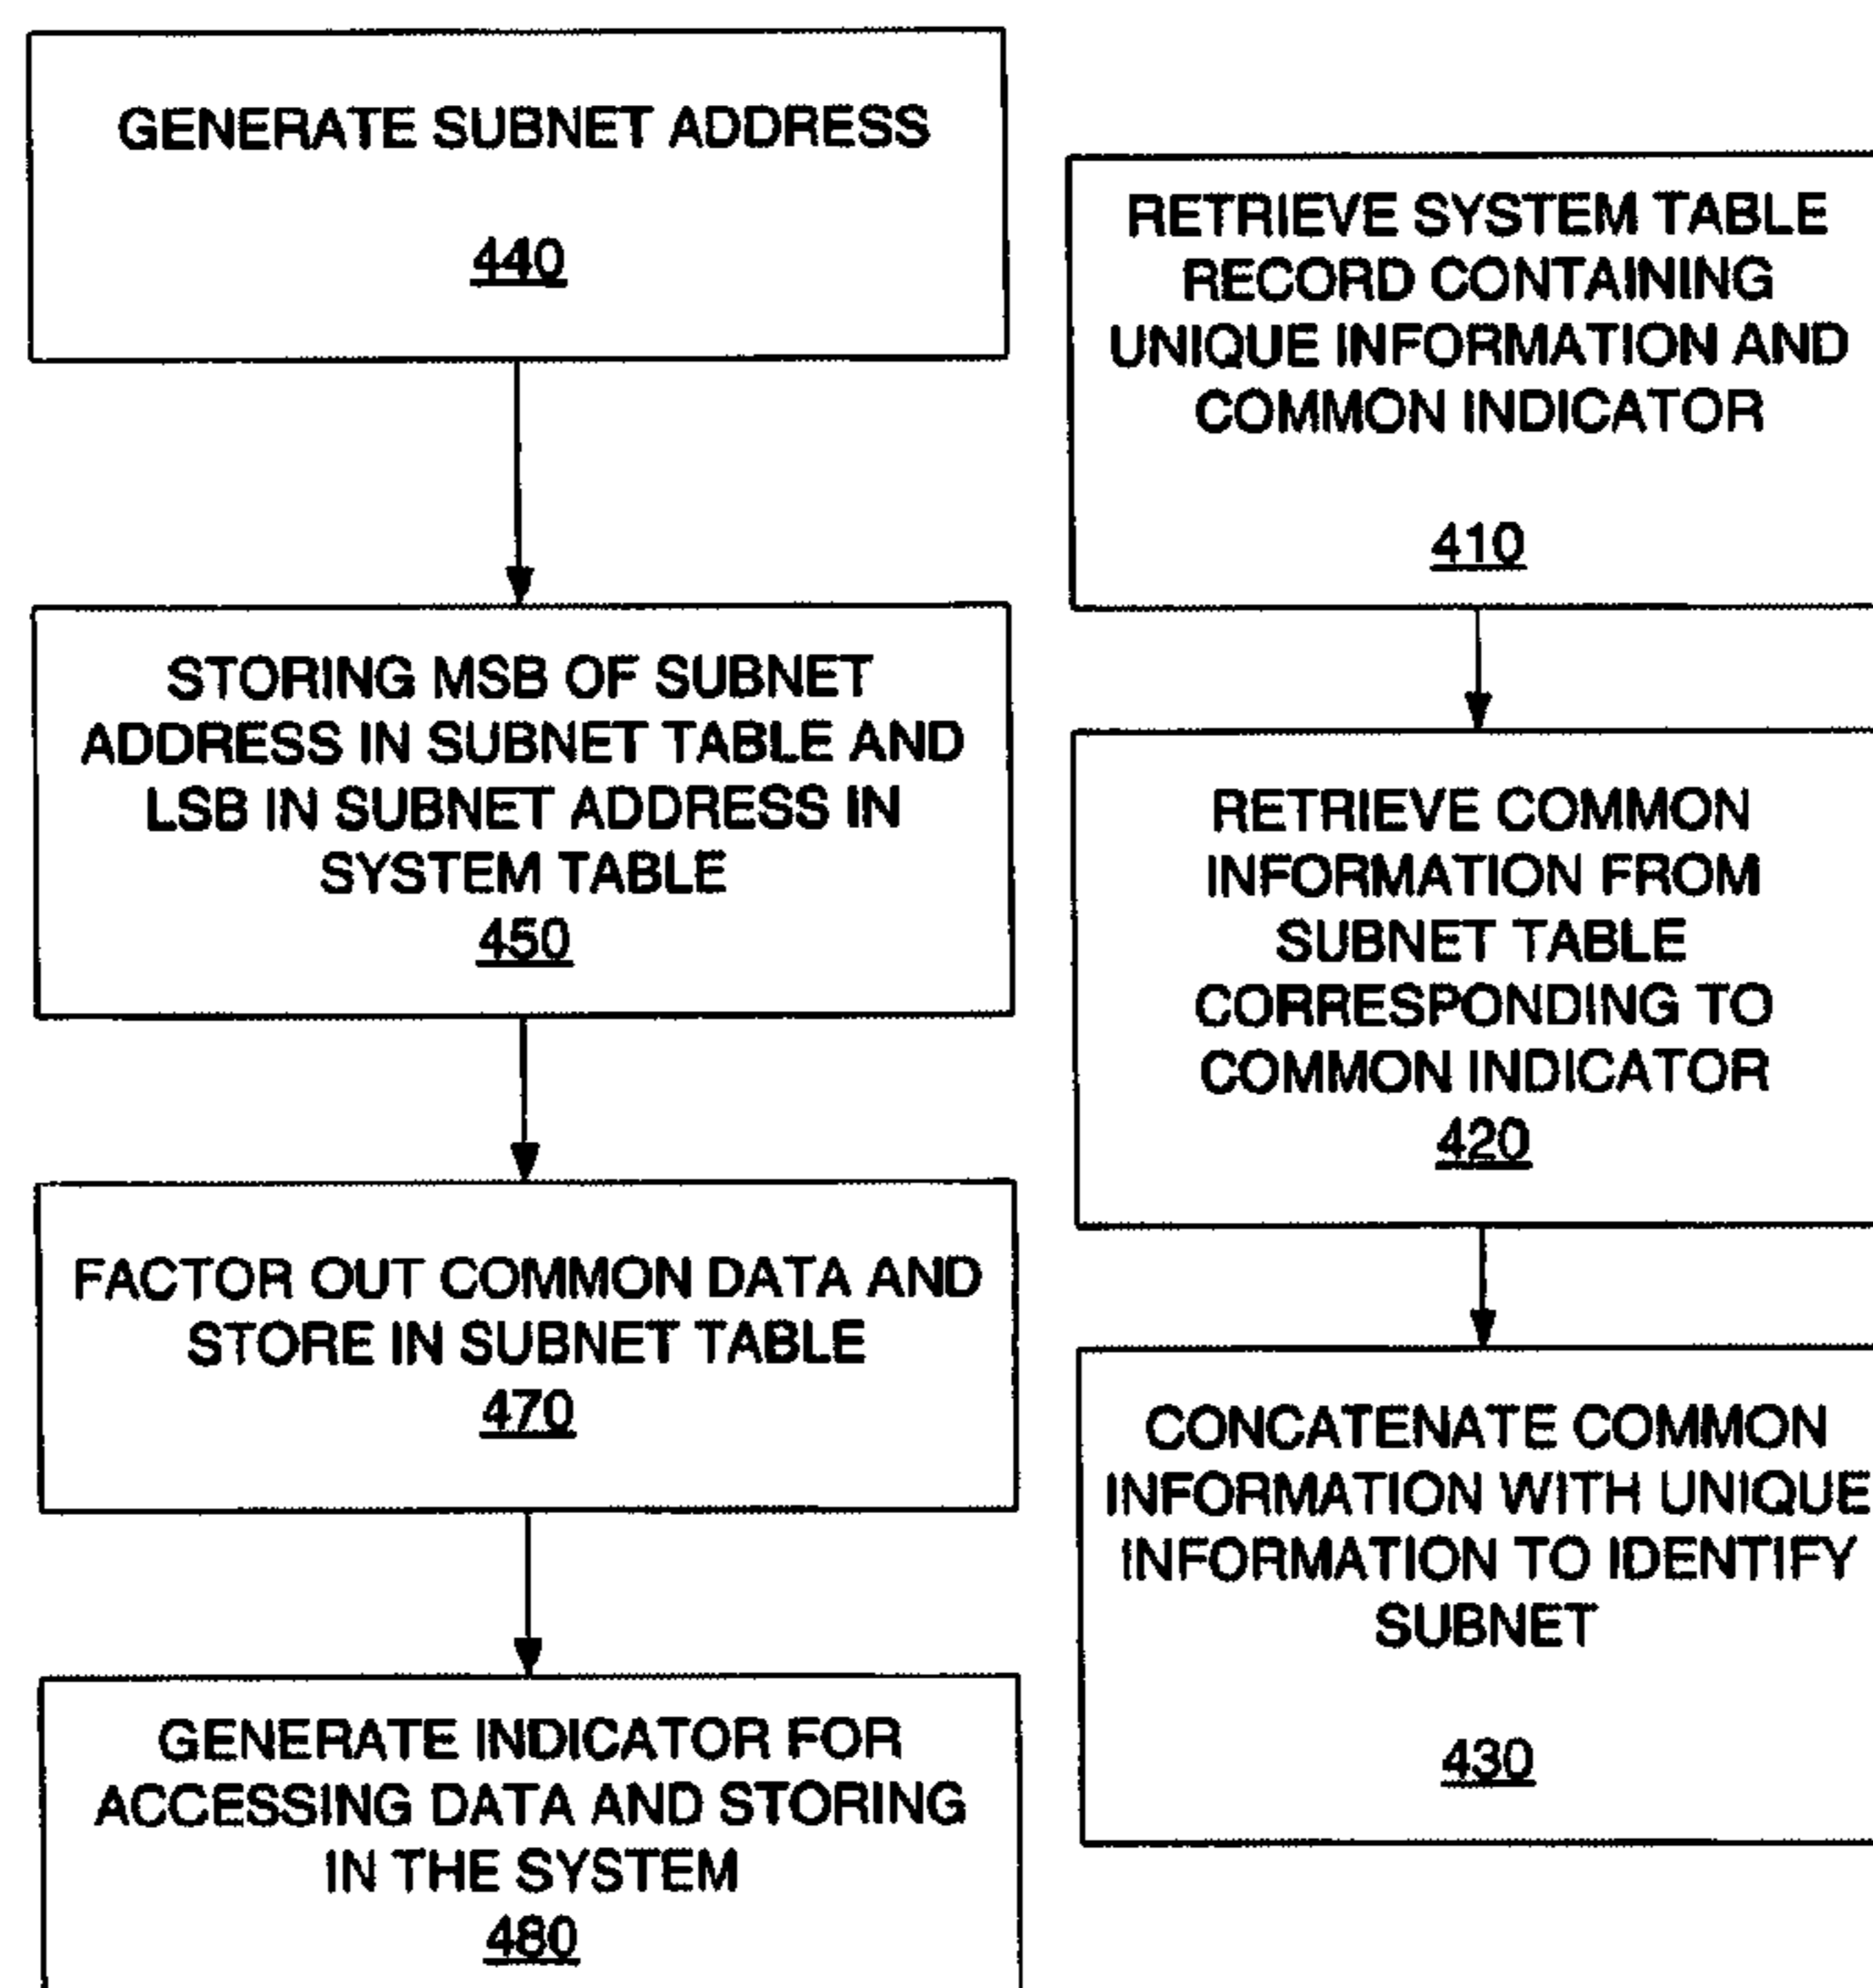 GENERATE SUBNET ADDRESS
440
STORING MSB OF SUBNET
ADDRESS IN SUBNET TABLE AND
LSB IN SUBNET ADDRESS IN
SYSTEM TABLE
450
FACTOR OUT COMMON DATA AND
STORE IN SUBNET TABLE
470
GENERATE INDICATOR FOR
ACCESSING DATA AND STORING
IN THE SYSTEM
480
RETRIEVE SYSTEM TABLE
RECORD CONTAINING
UNIQUE INFORMATION AND
COMMON INDICATOR
410
RETRIEVE COMMON
INFORMATION FROM
SUBNET TABLE
CORRESPONDING TO
COMMON INDICATOR
420
CONCATENATE COMMON
INFORMATION WITH UNIQUE
INFORMATION TO IDENTIFY
SUBNET
430